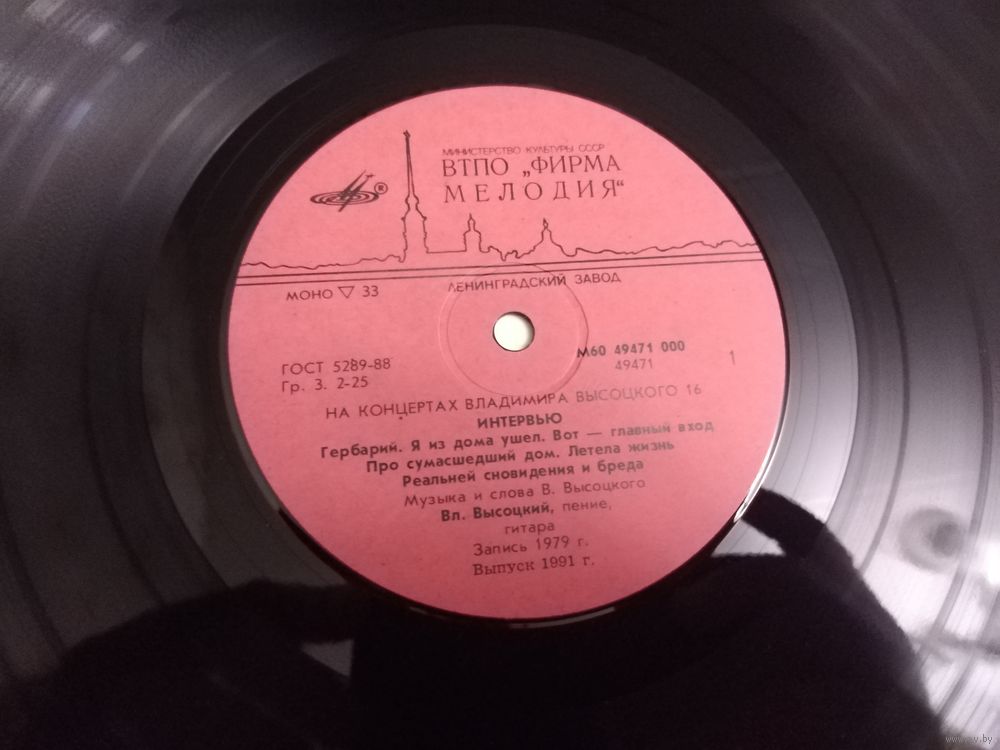 МИНИСТЕРСТВО КУЛЬТУРЫ СССР
ВТПО „ФИРМА
МЕЛОДИЯ“
®
ЛЕНИНГРАДСКИЙ ЗАВОД
МОНО ▽ 33
М60 49471 000
49471
1
ГОСТ 5289-88
Гр. 3. 2-25
НА КОНЦЕРТАХ ВЛАДИМИРА ВЫСОЦКОГО 16
ИНТЕРВЬЮ
Гербарий. Я из дома ушел. Вот — главный вход
Про сумасшедший дом. Летела жизнь
Реальней сновидения и бреда
Музыка и слова В. Высоцкого
Вл. Высоцкий, пение,
гитара
Запись 1979 г.
Выпуск 1991 г.